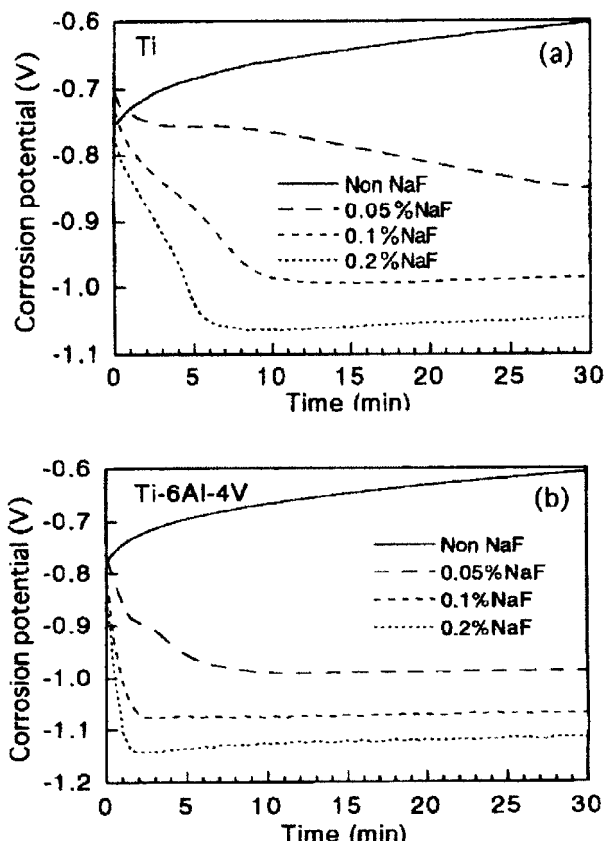 -0.6
Ti
(a)
-0.7
-0.8
-0.9
-1.0
-1.1
Corrosion potential (V)
Non NaF
0.05%NaF
0.1%NaF
0.2%NaF
0 5 10 15 20 25 30
Time (min)
-0.6
Ti-6Al-4V
(b)
-0.7
-0.8
-0.9
-1.0
-1.1
-1.2
Corrosion potential (V)
Non NaF
0.05%NaF
0.1%NaF
0.2%NaF
0 5 10 15 20 25 30
Time (min)